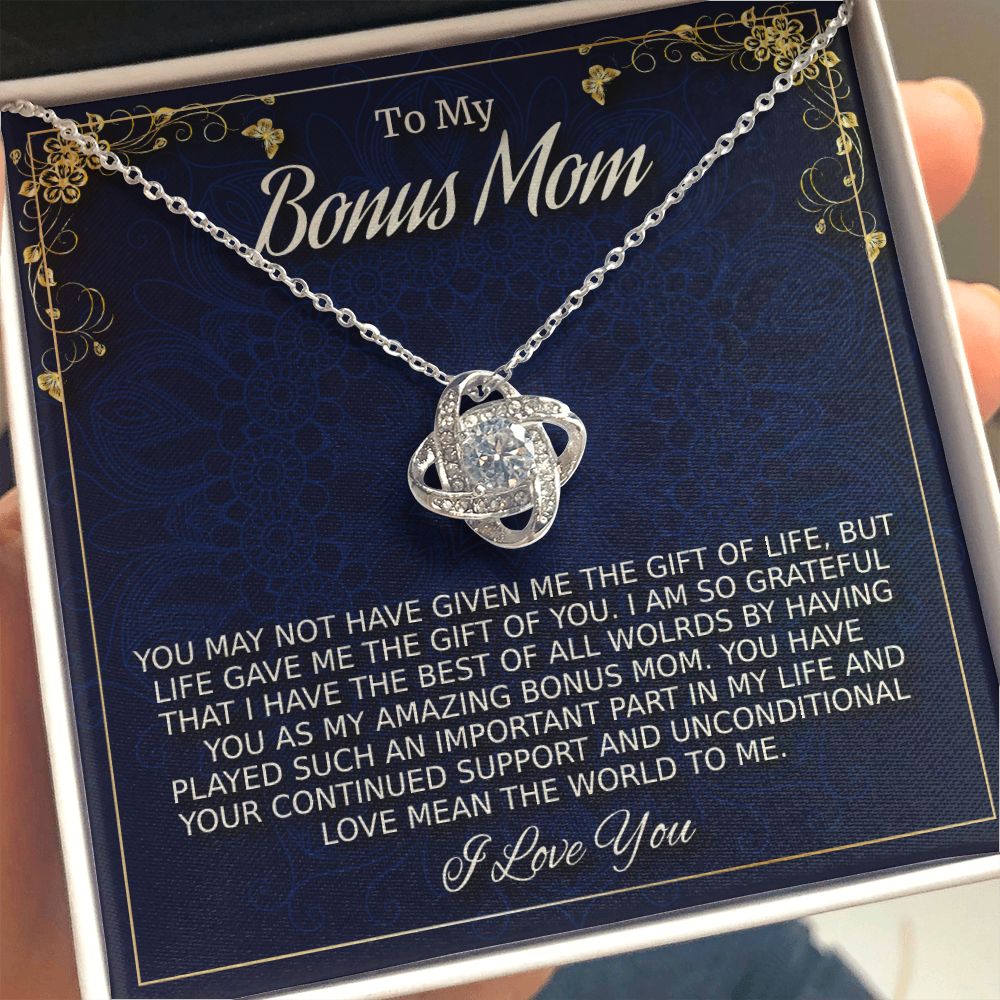 To My
Bonus Mom
YOU MAY NOT HAVE GIVEN ME THE GIFT OF LIFE, BUT
LIFE GAVE ME THE GIFT OF YOU. I AM SO GRATEFUL
THAT I HAVE THE BEST OF ALL WOLRDS BY HAVING
YOU AS MY AMAZING BONUS MOM. YOU HAVE
PLAYED SUCH AN IMPORTANT PART IN MY LIFE AND
YOUR CONTINUED SUPPORT AND UNCONDITIONAL
LOVE MEAN THE WORLD TO ME.
I Love You